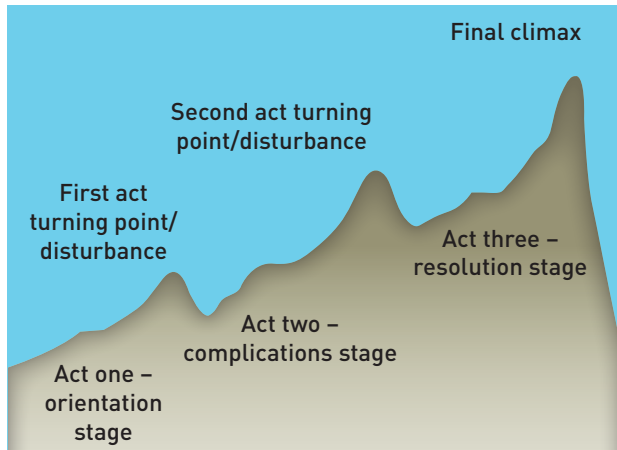 Final climax
Second act turning
point/disturbance
First act
turning point/
disturbance
Act three –
resolution stage
Act two –
complications stage
Act one –
orientation
stage